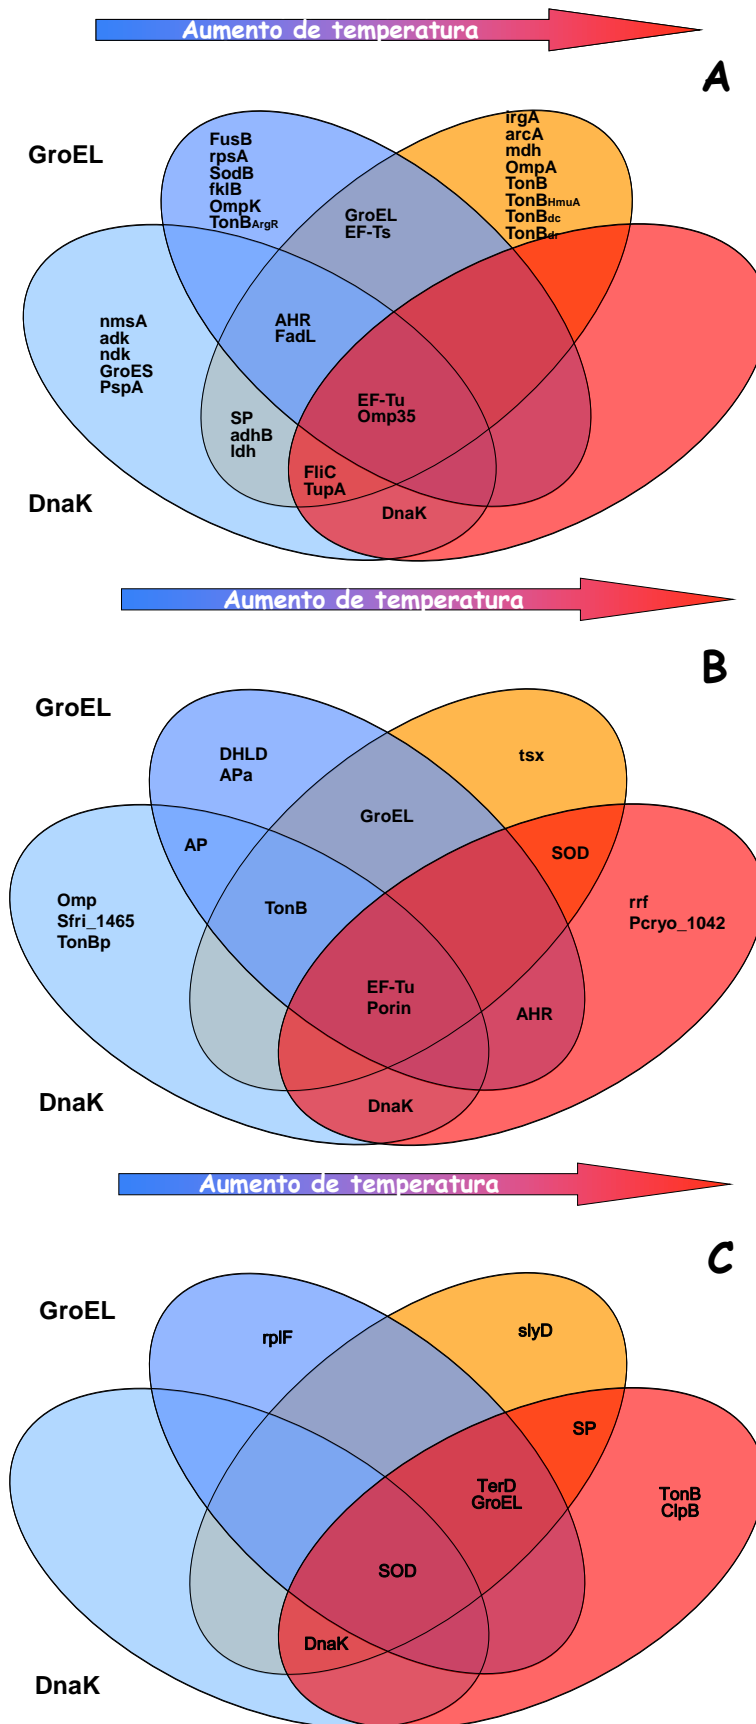 Aumento de temperatura
A
GroEL
FusB
rpsA
SodB
fklB
OmpK
TonBArgR
irgA
arcA
mdh
OmpA
TonB
TonBHmuA
TonBdc
TonBdr
GroEL
EF-Ts
nmsA
adk
ndk
GroES
PspA
AHR
FadL
EF-Tu
Omp35
SP
adhB
ldh
FliC
TupA
DnaK
DnaK
Aumento de temperatura
B
GroEL
DHLD
APa
tsx
GroEL
AP
SOD
Omp
Sfri_1465
TonBp
TonB
rrf
Pcryo_1042
EF-Tu
Porin
AHR
DnaK
DnaK
Aumento de temperatura
C
GroEL
rplF
slyD
SP
TerD
GroEL
TonB
ClpB
SOD
DnaK
DnaK